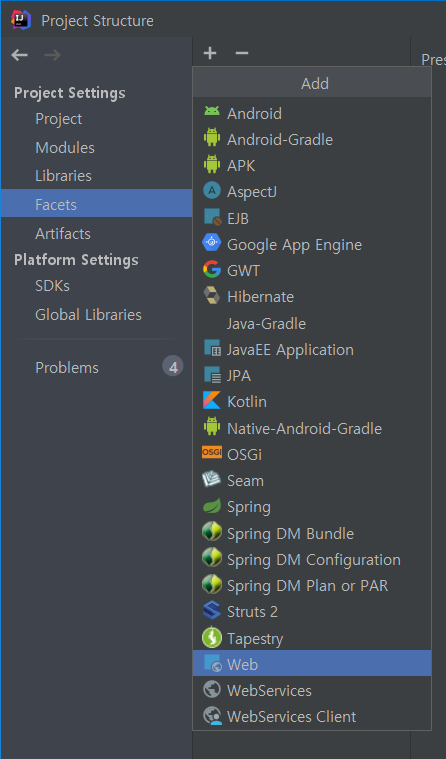 IJ
Project Structure
Pres
Project Settings
Project
Modules
Libraries
Facets
Artifacts
Platform Settings
SDKs
Global Libraries
Problems
4
Add
Android
Android-Gradle
APK
A AspectJ
EJB
Google App Engine
G GWT
Hibernate
Java-Gradle
JavaEE Application
JPA
Kotlin
Native-Android-Gradle
OSGi OSGi
Seam
Spring
Spring DM Bundle
Spring DM Configuration
Spring DM Plan or PAR
Struts 2
Tapestry
Web
WebServices
WebServices Client